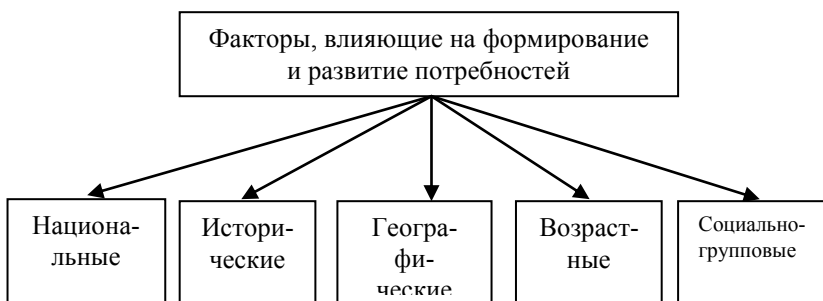 Факторы, влияющие на формирование
и развитие потребностей
Национа-
льные
Истори-
ческие
Геогра-
фи-
ческие
Возраст-
ные
Социально-
групповые